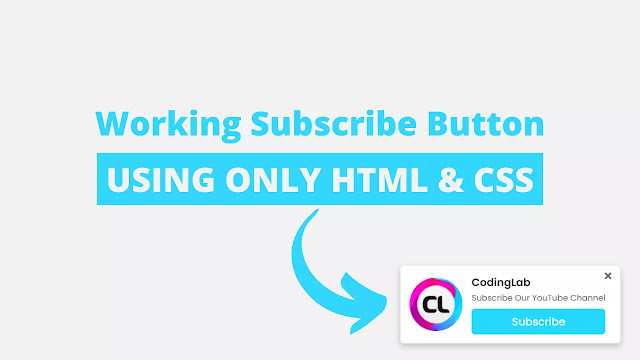 Working Subscribe Button
USING ONLY HTML & CSS
CodingLab
CL
Subscribe Our YouTube Channel
Subscribe